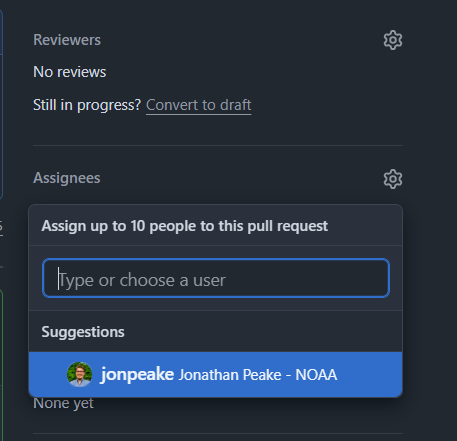 Reviewers
No reviews
Still in progress? Convert to draft
Assignees
Assign up to 10 people to this pull request
Type or choose a user
Suggestions
jonpeake Jonathan Peake - NOAA
None yet